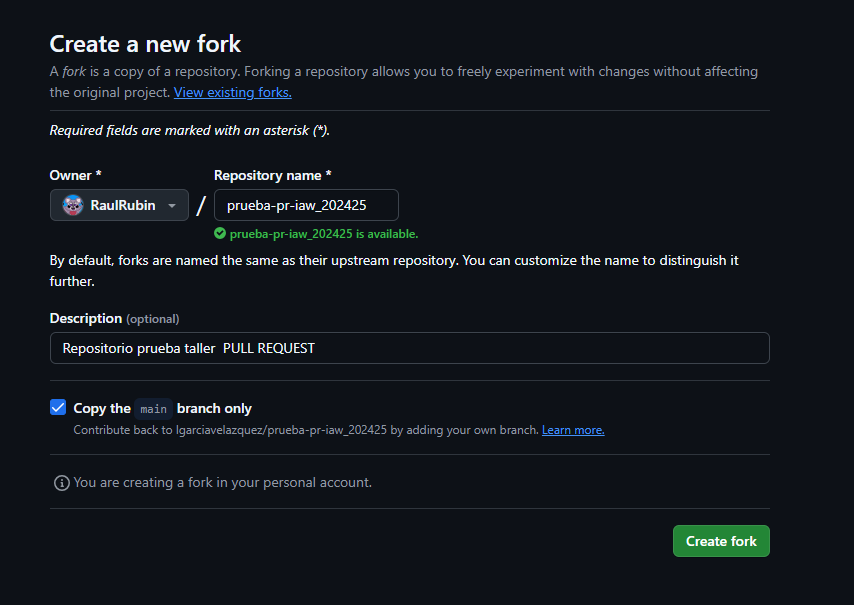 Create a new fork
A fork is a copy of a repository. Forking a repository allows you to freely experiment with changes without affecting
the original project. View existing forks.
Required fields are marked with an asterisk (*).
Owner * Repository name *
RaulRubin / prueba-pr-iaw_202425
prueba-pr-iaw_202425 is available.
By default, forks are named the same as their upstream repository. You can customize the name to distinguish it
further.
Description (optional)
Repositorio prueba taller  PULL REQUEST
Copy the main branch only
Contribute back to lgarciavelazquez/prueba-pr-iaw_202425 by adding your own branch. Learn more.
You are creating a fork in your personal account.
Create fork